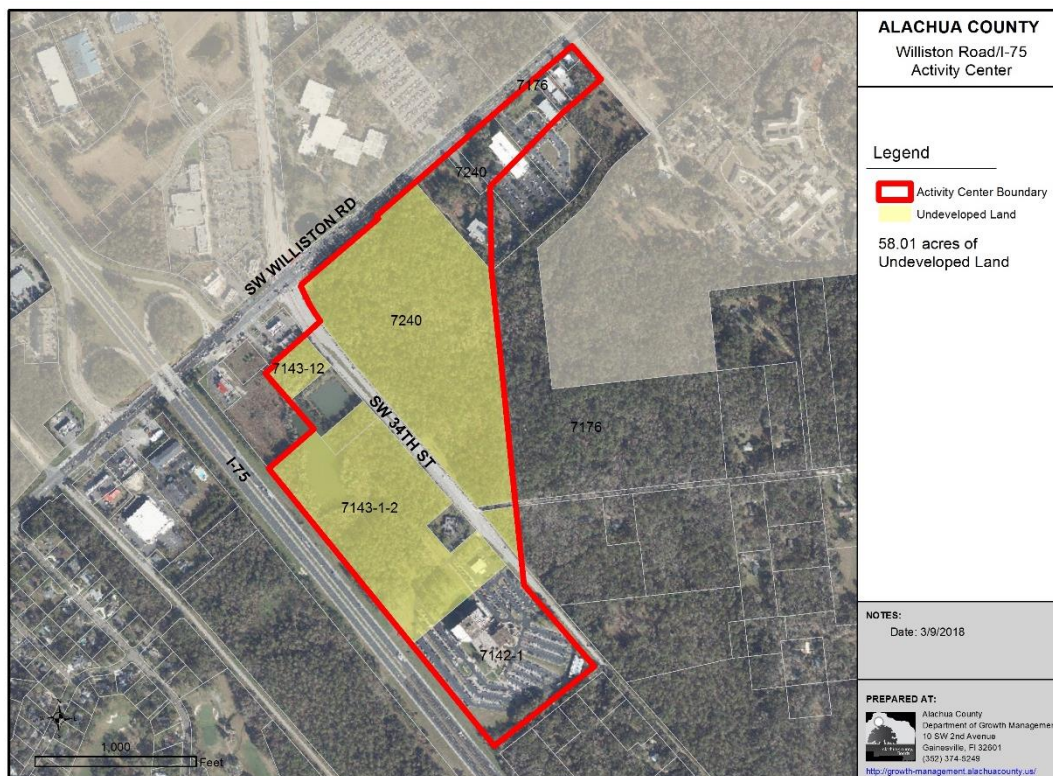 ALACHUA COUNTY
Williston Road/I-75
Activity Center
Legend
Activity Center Boundary
Undeveloped Land
58.01 acres of
Undeveloped Land
NOTES:
Date: 3/9/2018
PREPARED AT:
Alachua County
Department of Growth Managemen
10 SW 2nd Avenue
Gainesville, Fl 32601
(352) 374-5249
http://growth-management.alachuacounty.us/
7176
7240
SW WILLISTON RD
7240
7143-12
SW 34TH ST
7176
I-75
7143-1-2
7142-1
1,000
Feet